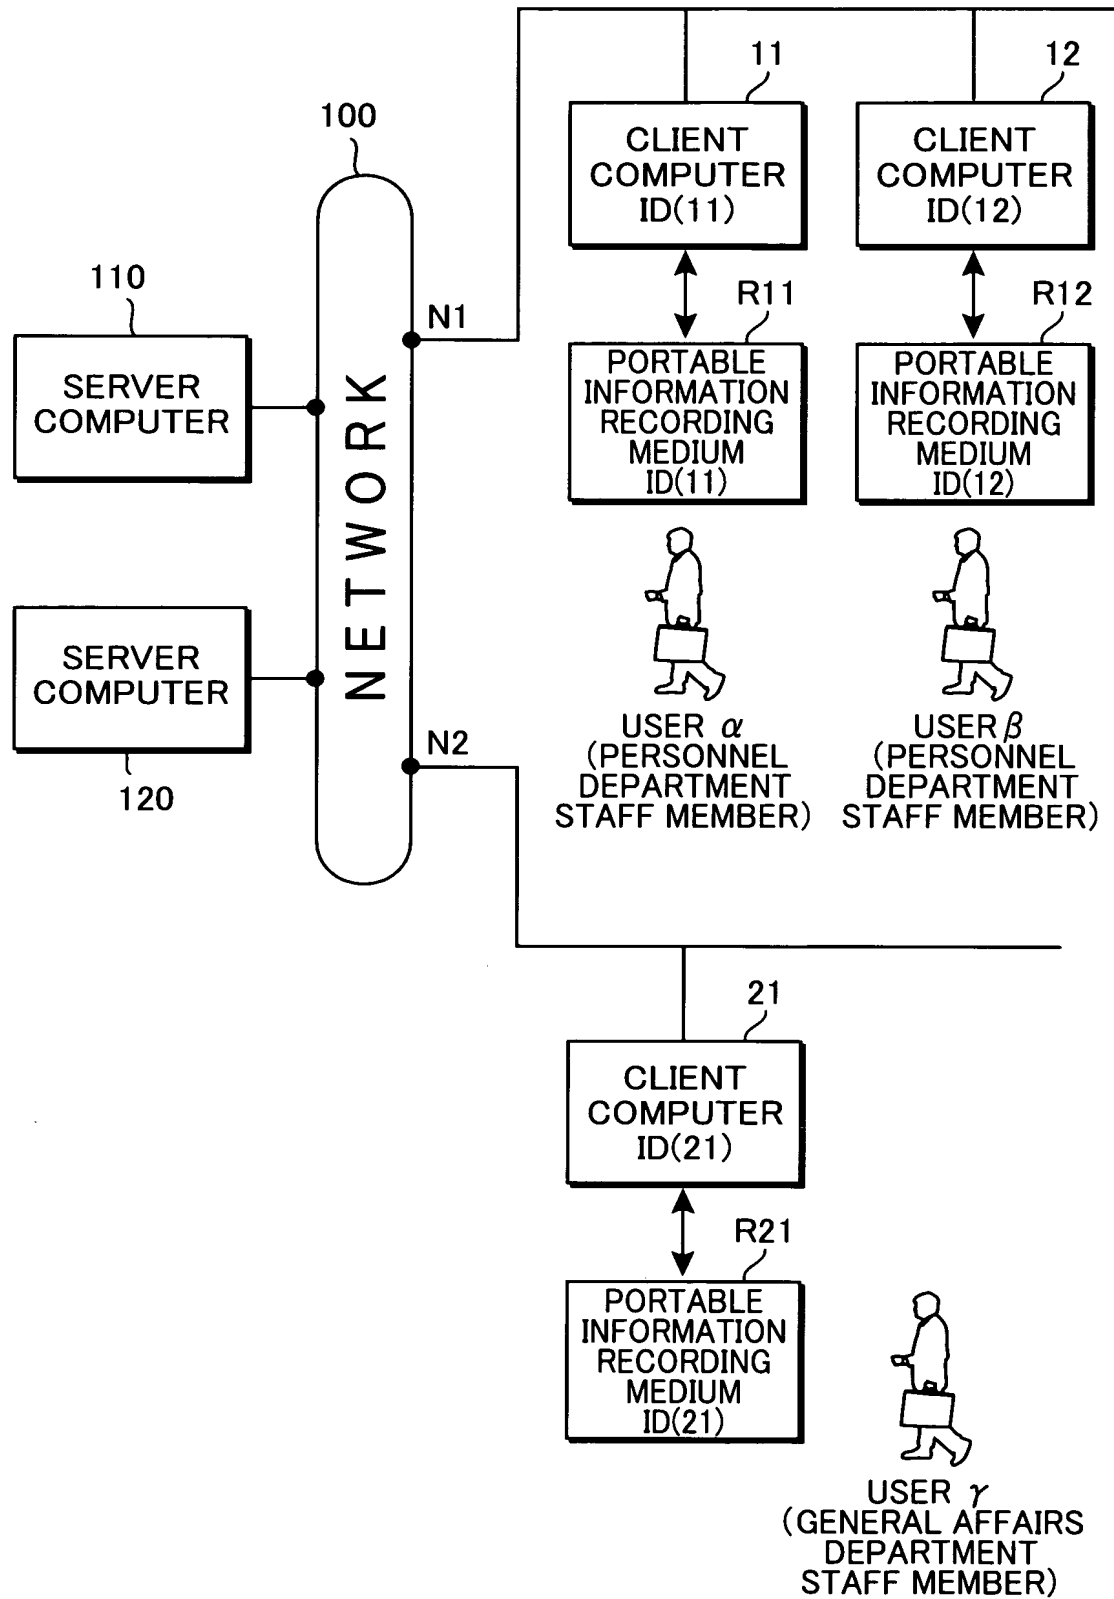 11
12
CLIENT
COMPUTER
ID(11)
CLIENT
COMPUTER
ID(12)
100
110
SERVER
COMPUTER
N1
R11
R12
PORTABLE
INFORMATION
RECORDING
MEDIUM
ID(11)
PORTABLE
INFORMATION
RECORDING
MEDIUM
ID(12)
NETWORK
SERVER
COMPUTER
120
N2
USER α
(PERSONNEL
DEPARTMENT
STAFF MEMBER)
USER β
(PERSONNEL
DEPARTMENT
STAFF MEMBER)
21
CLIENT
COMPUTER
ID(21)
R21
PORTABLE
INFORMATION
RECORDING
MEDIUM
ID(21)
USER γ
(GENERAL AFFAIRS
DEPARTMENT
STAFF MEMBER)